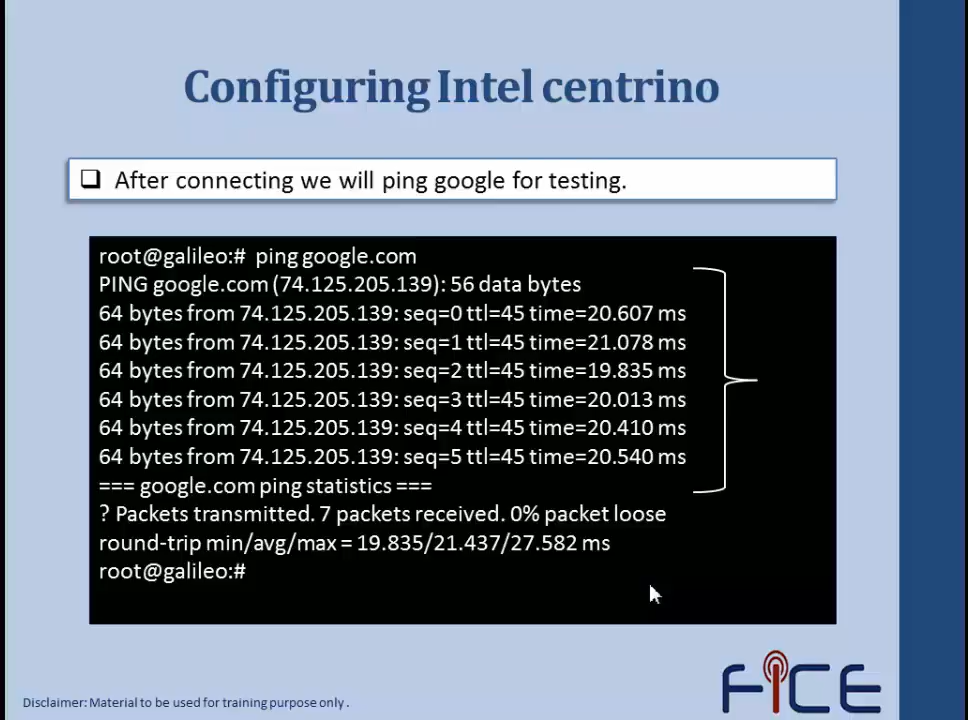 Configuring Intel centrino
After connecting we will ping google for testing.
root@galileo:# ping google.com
PING google.com (74.125.205.139): 56 data bytes
64 bytes from 74.125.205.139: seq=0 ttl=45 time=20.607 ms
64 bytes from 74.125.205.139: seq=1 ttl=45 time=21.078 ms
64 bytes from 74.125.205.139: seq=2 ttl=45 time=19.835 ms
64 bytes from 74.125.205.139: seq=3 ttl=45 time=20.013 ms
64 bytes from 74.125.205.139: seq=4 ttl=45 time=20.410 ms
64 bytes from 74.125.205.139: seq=5 ttl=45 time=20.540 ms
=== google.com ping statistics ===
? Packets transmitted. 7 packets received. 0% packet loose
round-trip min/avg/max = 19.835/21.437/27.582 ms
root@galileo:#
FiCE
Disclaimer: Material to be used for training purpose only .